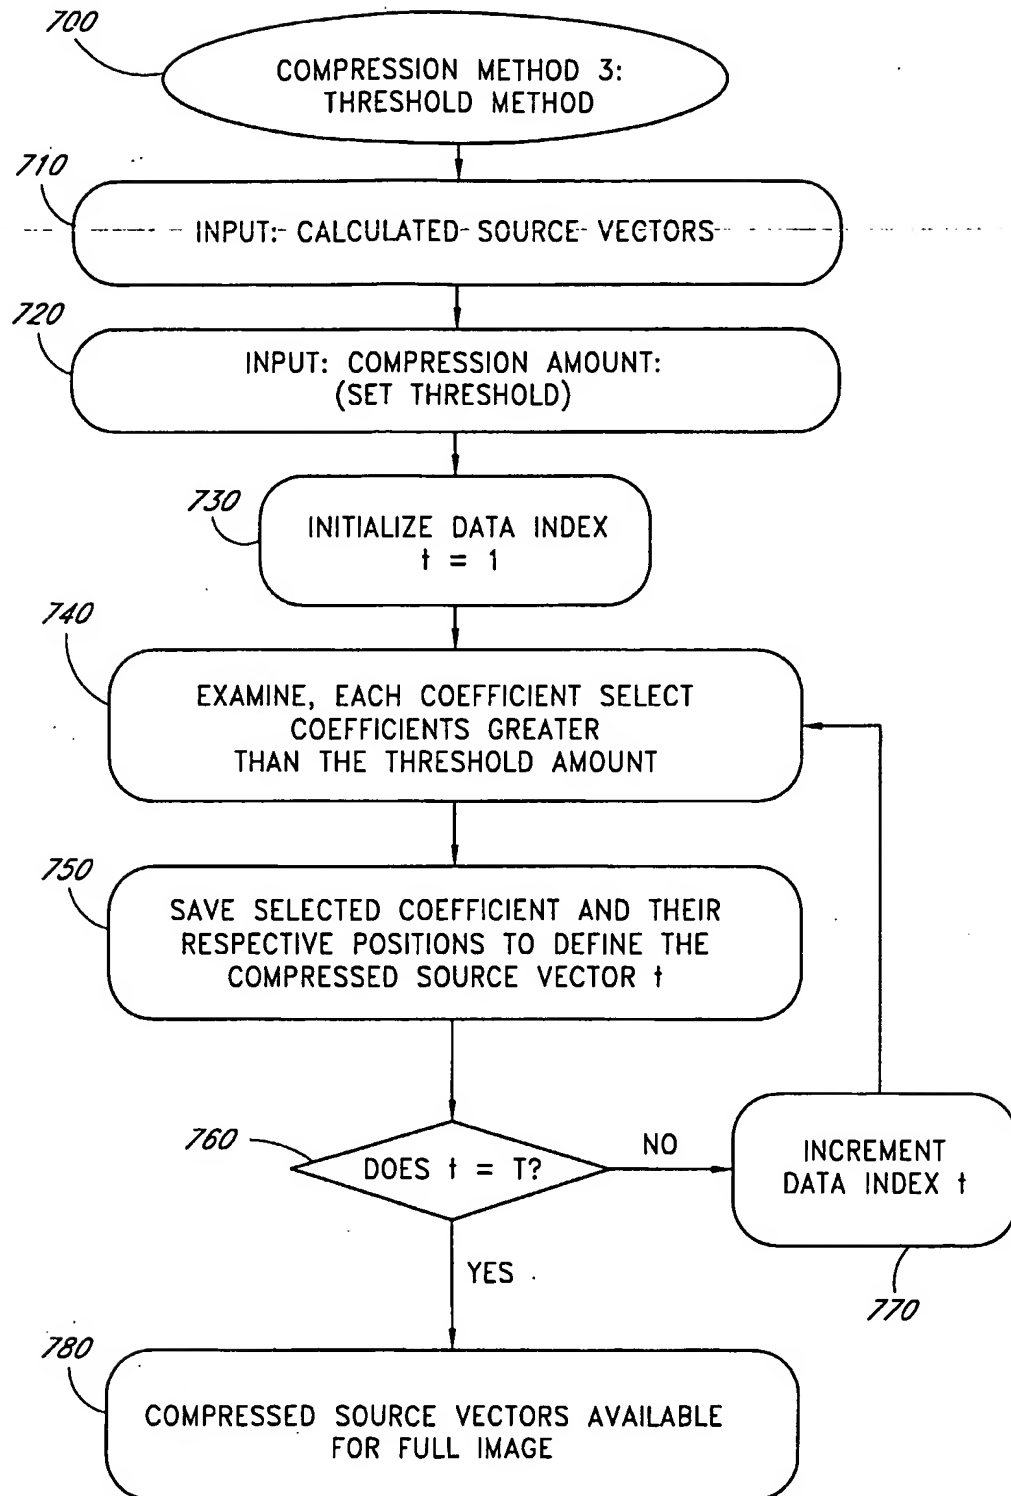 700
COMPRESSION METHOD 3:
THRESHOLD METHOD
710
INPUT: CALCULATED SOURCE VECTORS
720
INPUT: COMPRESSION AMOUNT:
(SET THRESHOLD)
730
INITIALIZE DATA INDEX
t = 1
740
EXAMINE, EACH COEFFICIENT SELECT
COEFFICIENTS GREATER
THAN THE THRESHOLD AMOUNT
750
SAVE SELECTED COEFFICIENT AND THEIR
RESPECTIVE POSITIONS TO DEFINE THE
COMPRESSED SOURCE VECTOR t
760
DOES t = T?
NO
INCREMENT
DATA INDEX t
770
YES
780
COMPRESSED SOURCE VECTORS AVAILABLE
FOR FULL IMAGE